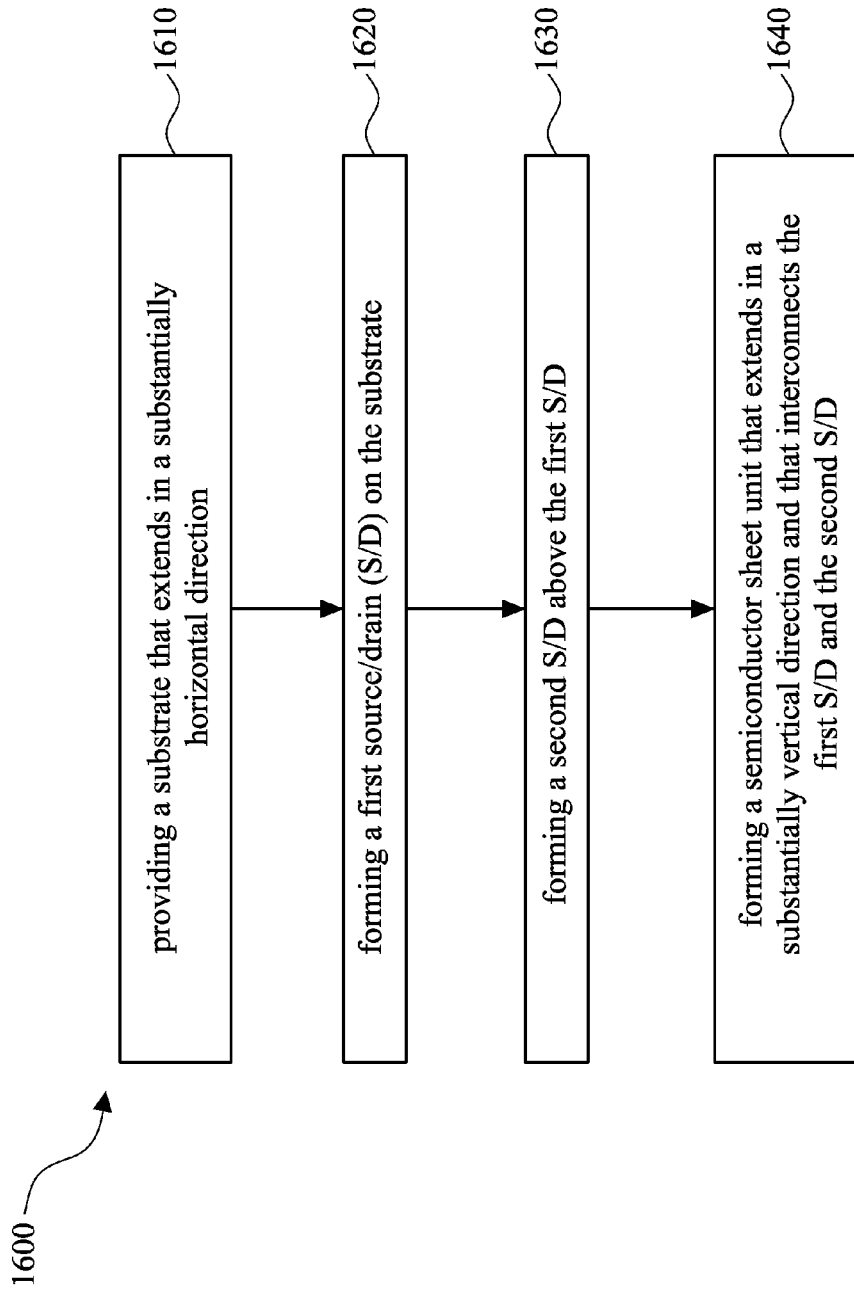 1600
providing a substrate that extends in a substantially
horizontal direction
1610
forming a first source/drain (S/D) on the substrate
1620
forming a second S/D above the first S/D
1630
forming a semiconductor sheet unit that extends in a
substantially vertical direction and that interconnects the
first S/D and the second S/D
1640